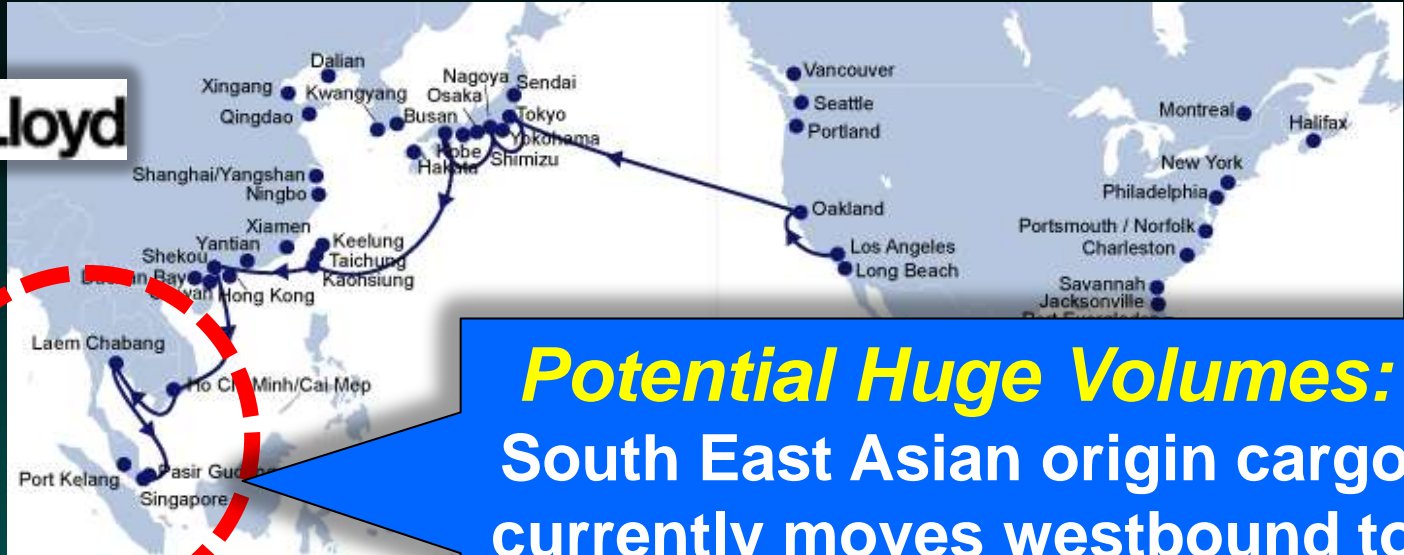 Lloyd
Dalian
Xingang
Kwangyang
Qingdao
Busan
Nagoya
Osaka
Sendai
Tokyo
Yokohama
Kobe
Shimizu
Hakata
Shanghai/Yangshan
Ningbo
Xiamen
Yantian
Shekou
Keelung
Taichung
Kaohsiung
Hong Kong
Laem Chabang
Ho Chi Minh/Cai Mep
Port Kelang
Pasir
Singapore
Vancouver
Seattle
Portland
Oakland
Los Angeles
Long Beach
Montreal
Halifax
New York
Philadelphia
Portsmouth / Norfolk
Charleston
Savannah
Jacksonville
Potential Huge Volumes:
South East Asian origin cargo
currently moves westbound to